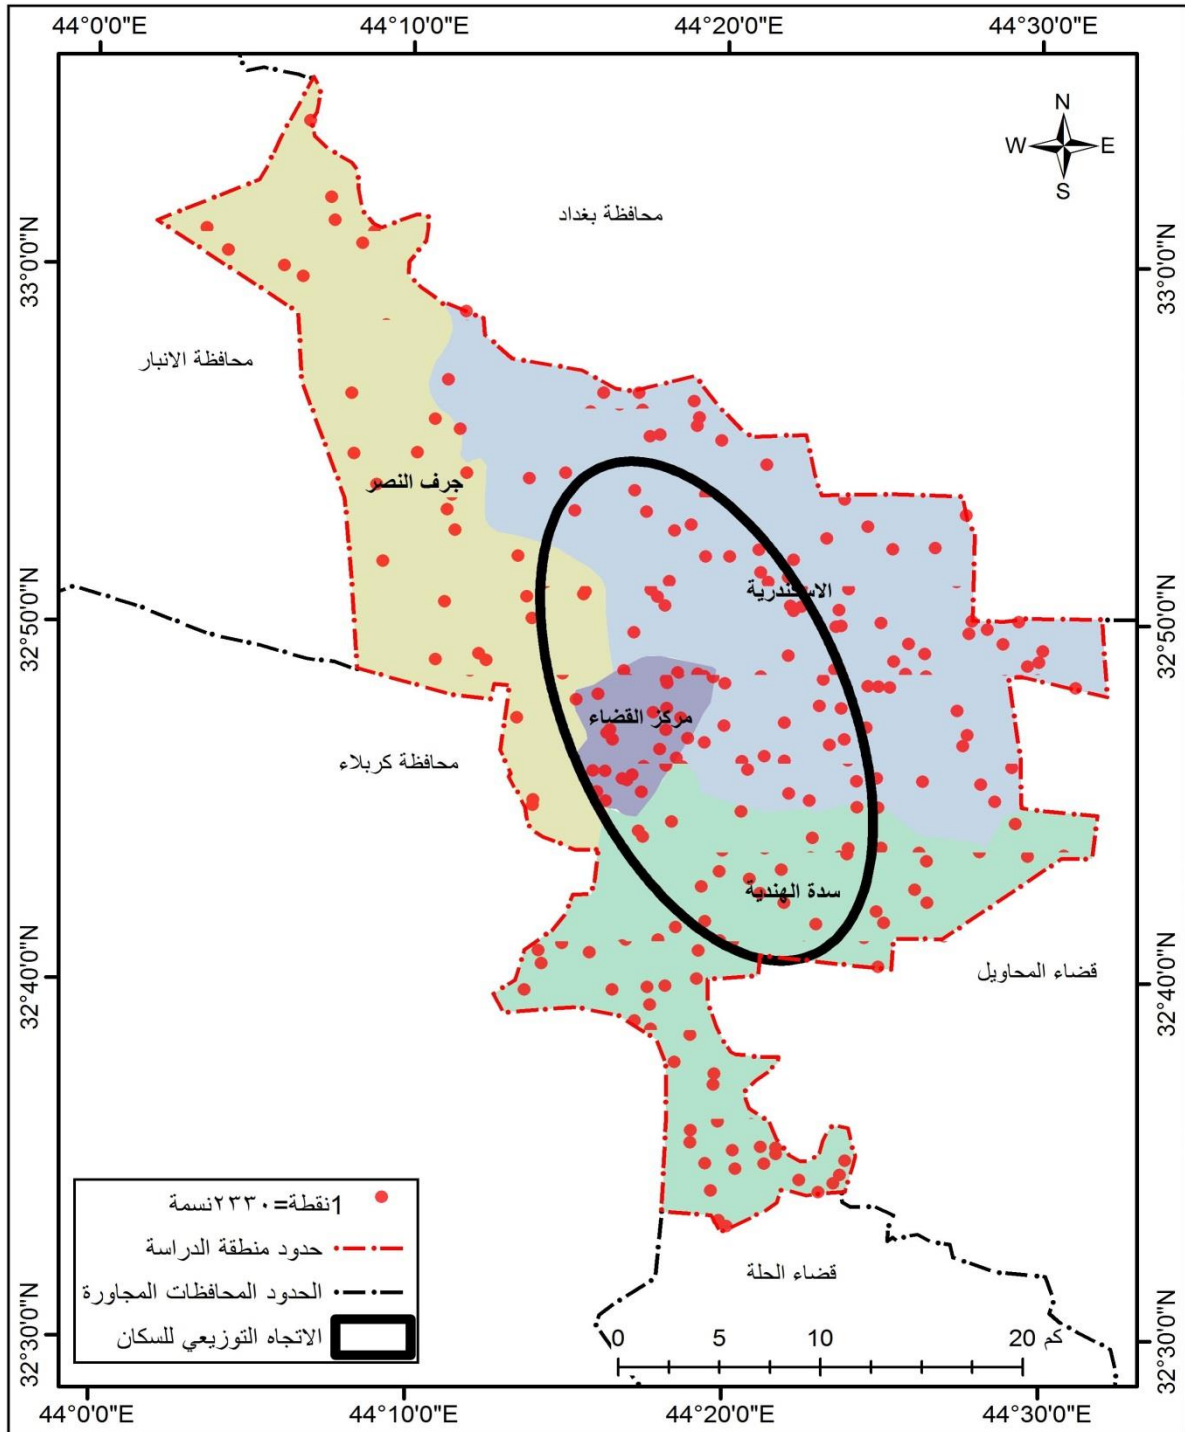 44°0'0"E
44°10'0"E
44°20'0"E
44°30'0"E
N
W E
S
محافظة بغداد
33°0'0"N
33°0'0"N
محافظة الانبار
جرف النصر
الاسكندرية
32°50'0"N
32°50'0"N
مركز القضاء
محافظة كربلاء
سدة الهندية
قضاء المحاويل
32°40'0"N
32°40'0"N
1نقطة=٢٣٣٠نسمة
حدود منطقة الدراسة
الحدود المحافظات المجاورة
الاتجاه التوزيعي للسكان
قضاء الحلة
0 5 10 20 كم
32°30'0"N
32°30'0"N
44°0'0"E
44°10'0"E
44°20'0"E
44°30'0"E